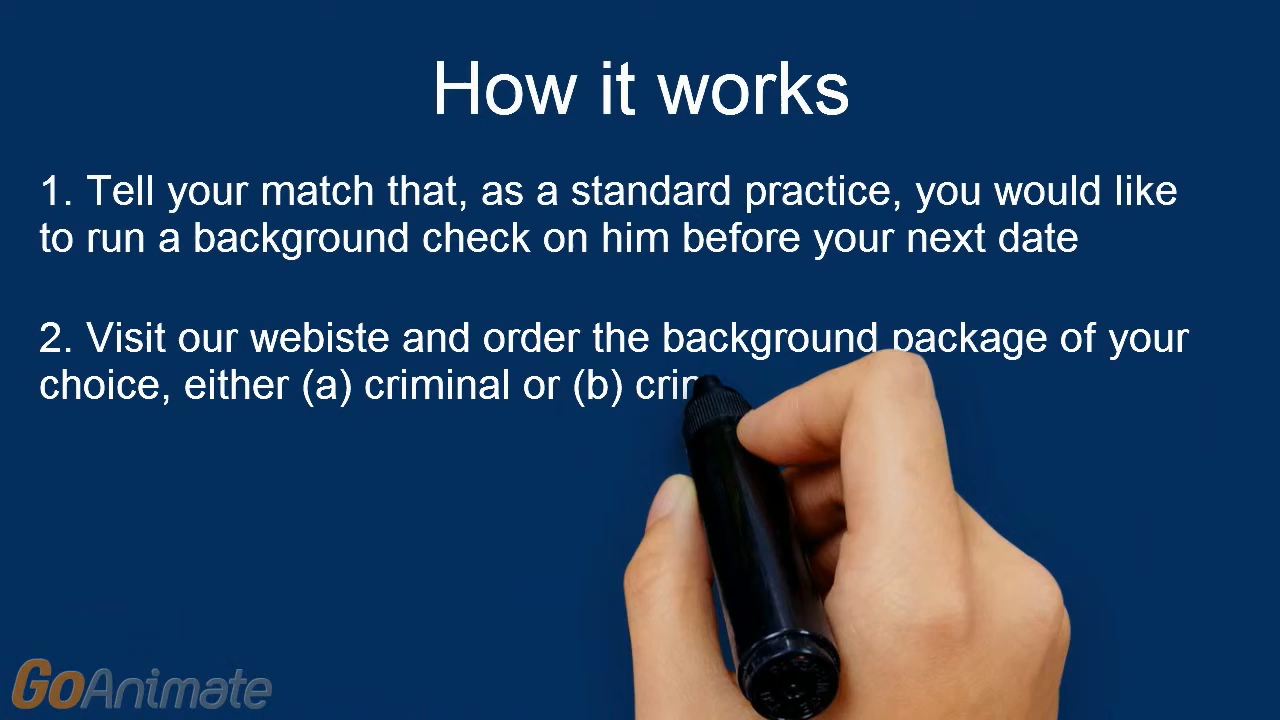 How it works
1. Tell your match that, as a standard practice, you would like
to run a background check on him before your next date
2. Visit our webiste and order the background package of your
choice, either (a) criminal or (b)
GoAnimate